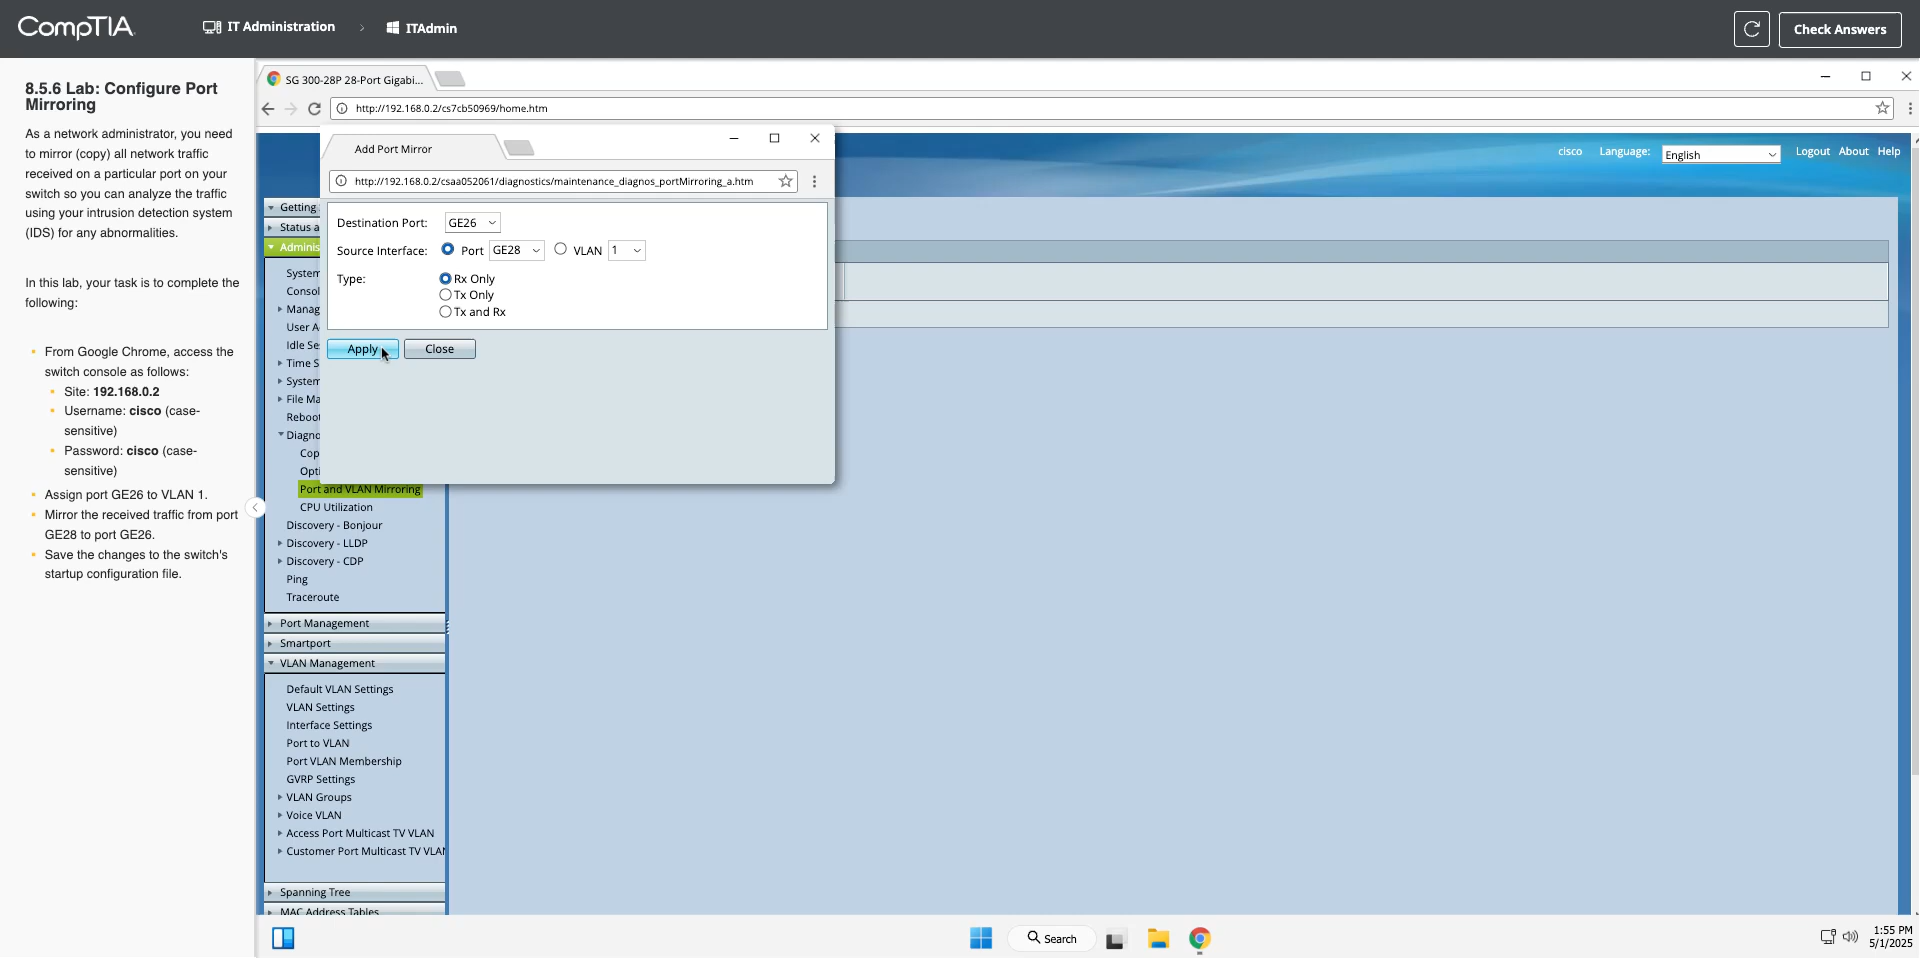 CompTIA.
IT Administration
ITAdmin
Check Answers
8.5.6 Lab: Configure Port
Mirroring
As a network administrator, you need
to mirror (copy) all network traffic
received on a particular port on your
switch so you can analyze the traffic
using your intrusion detection system
(IDS) for any abnormalities.
In this lab, your task is to complete the
following:
From Google Chrome, access the
switch console as follows:
Site: 192.168.0.2
Username: cisco (case-
sensitive)
Password: cisco (case-
sensitive)
Assign port GE26 to VLAN 1.
Mirror the received traffic from port
GE28 to port GE26.
Save the changes to the switch's
startup configuration file.
SG 300-28P 28-Port Gigabi...
http://192.168.0.2/cs7cb50969/home.htm
cisco Language: English Logout About Help
Add Port Mirror
http://192.168.0.2/csaa052061/diagnostics/maintenance_diagnos_portMirroring_a.htm
Destination Port: GE26
Source Interface: Port GE28 VLAN 1
Type: Rx Only
Tx Only
Tx and Rx
Apply Close
Getting
Status a
Adminis
System
Consol
Manag
User A
Idle Se
Time S
System
File Ma
Reboot
Diagno
Cop
Opti
Port and VLAN Mirroring
CPU Utilization
Discovery - Bonjour
Discovery - LLDP
Discovery - CDP
Ping
Traceroute
Port Management
Smartport
VLAN Management
Default VLAN Settings
VLAN Settings
Interface Settings
Port to VLAN
Port VLAN Membership
GVRP Settings
VLAN Groups
Voice VLAN
Access Port Multicast TV VLAN
Customer Port Multicast TV VLAN
Spanning Tree
MAC Address Tables
Search
1:55 PM
5/1/2025